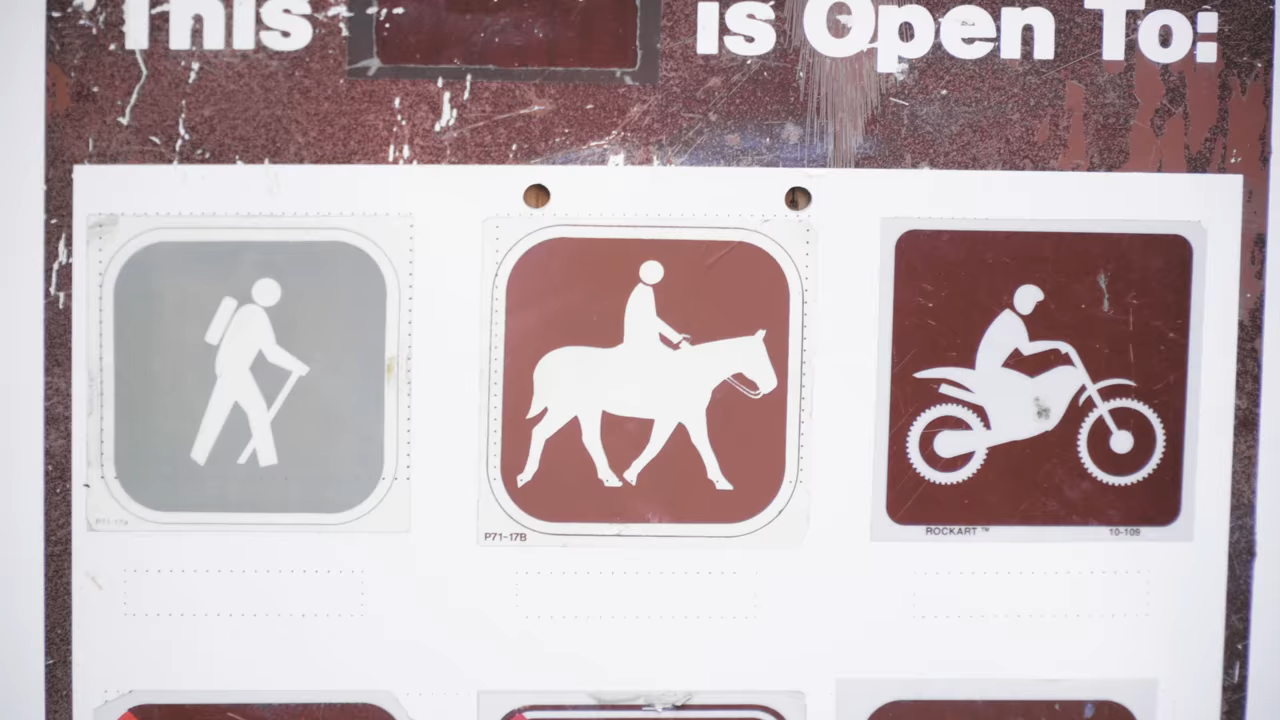 This is Open To:
P71-17B
ROCKART ™ 10-109